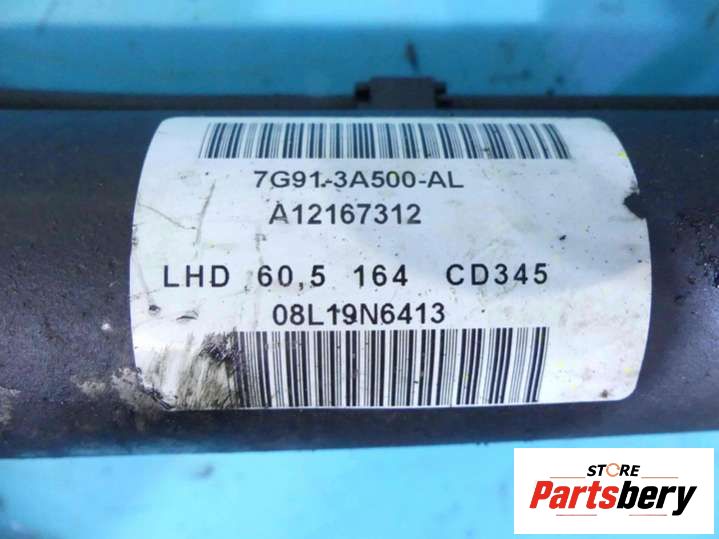 7G91-3A500-AL
A12167312
LHD 60,5 164 CD345
08L19N6413
STORE
Partsbery